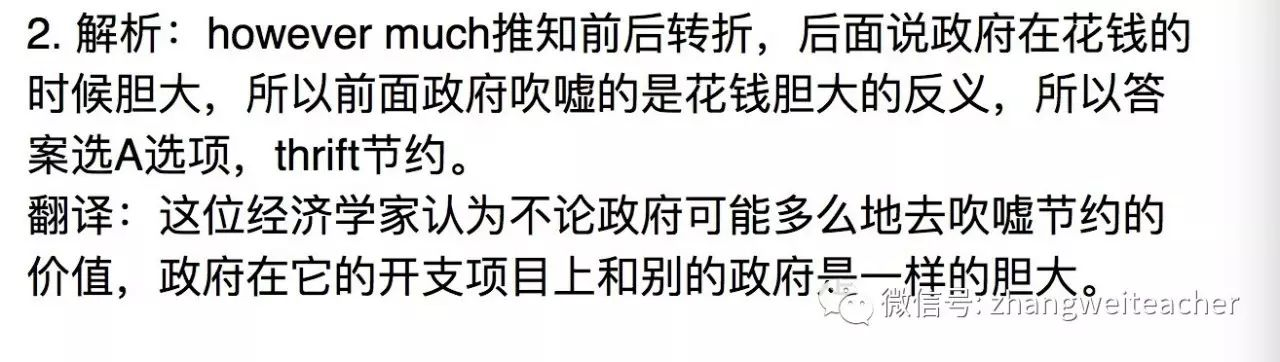 2. 解析：however much推知前后转折，后面说政府在花钱的
时候胆大，所以前面政府吹嘘的是花钱胆大的反义，所以答
案选A选项，thrift节约。
翻译：这位经济学家认为不论政府可能多么地去吹嘘节约的
价值，政府在它的开支项目上和别的政府是一样的胆大。
微信号: zhangweiteacher